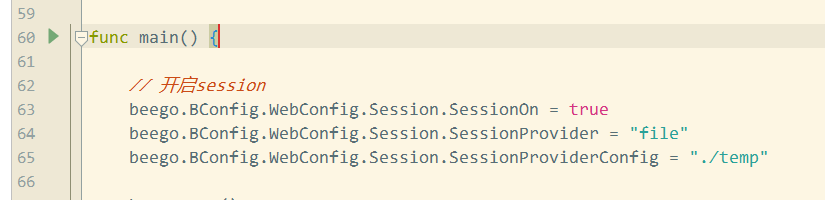 59
60 func main() {
61
62 // 开启session
63 beego.BConfig.WebConfig.Session.SessionOn = true
64 beego.BConfig.WebConfig.Session.SessionProvider = "file"
65 beego.BConfig.WebConfig.Session.SessionProviderConfig = "./temp"
66